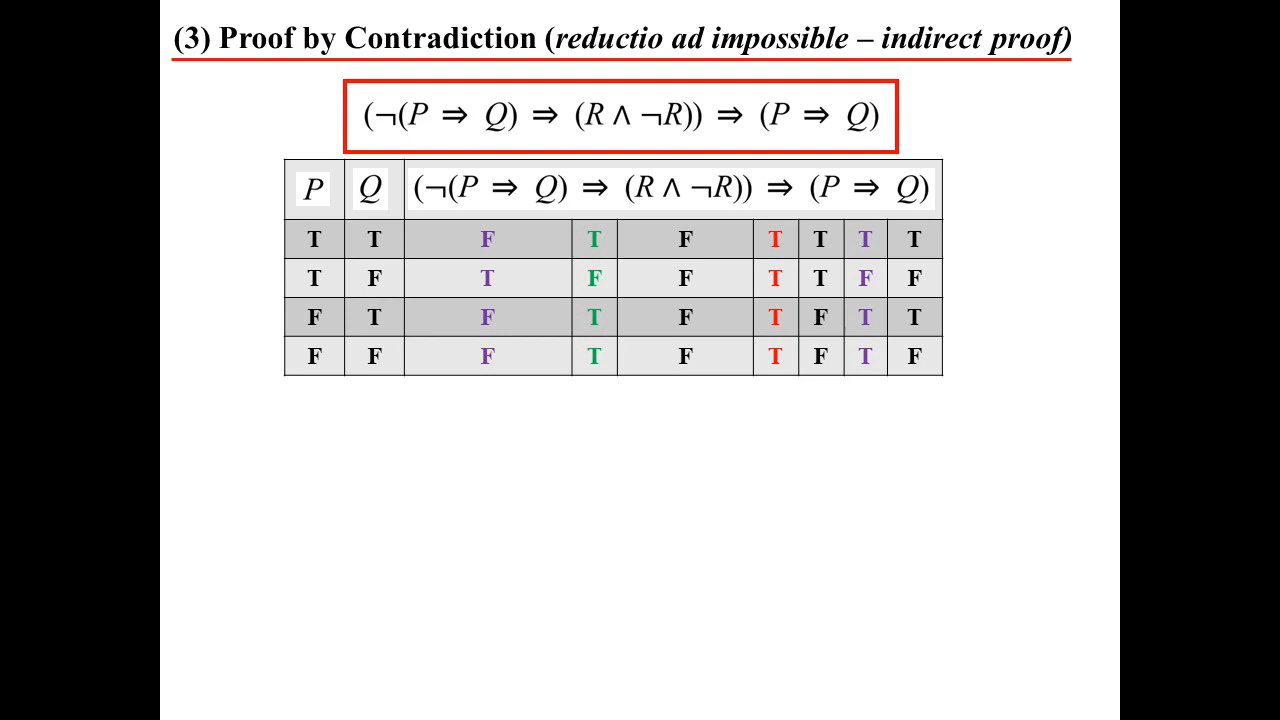 (3) Proof by Contradiction (reductio ad impossible – indirect proof)
(¬(P ⇒ Q) ⇒ (R ∧ ¬R)) ⇒ (P ⇒ Q)
P Q (¬(P ⇒ Q) ⇒ (R ∧ ¬R)) ⇒ (P ⇒ Q)
T T F T F T T T T
T F T F F T T F F
F T F T F T F T T
F F F T F T F T F